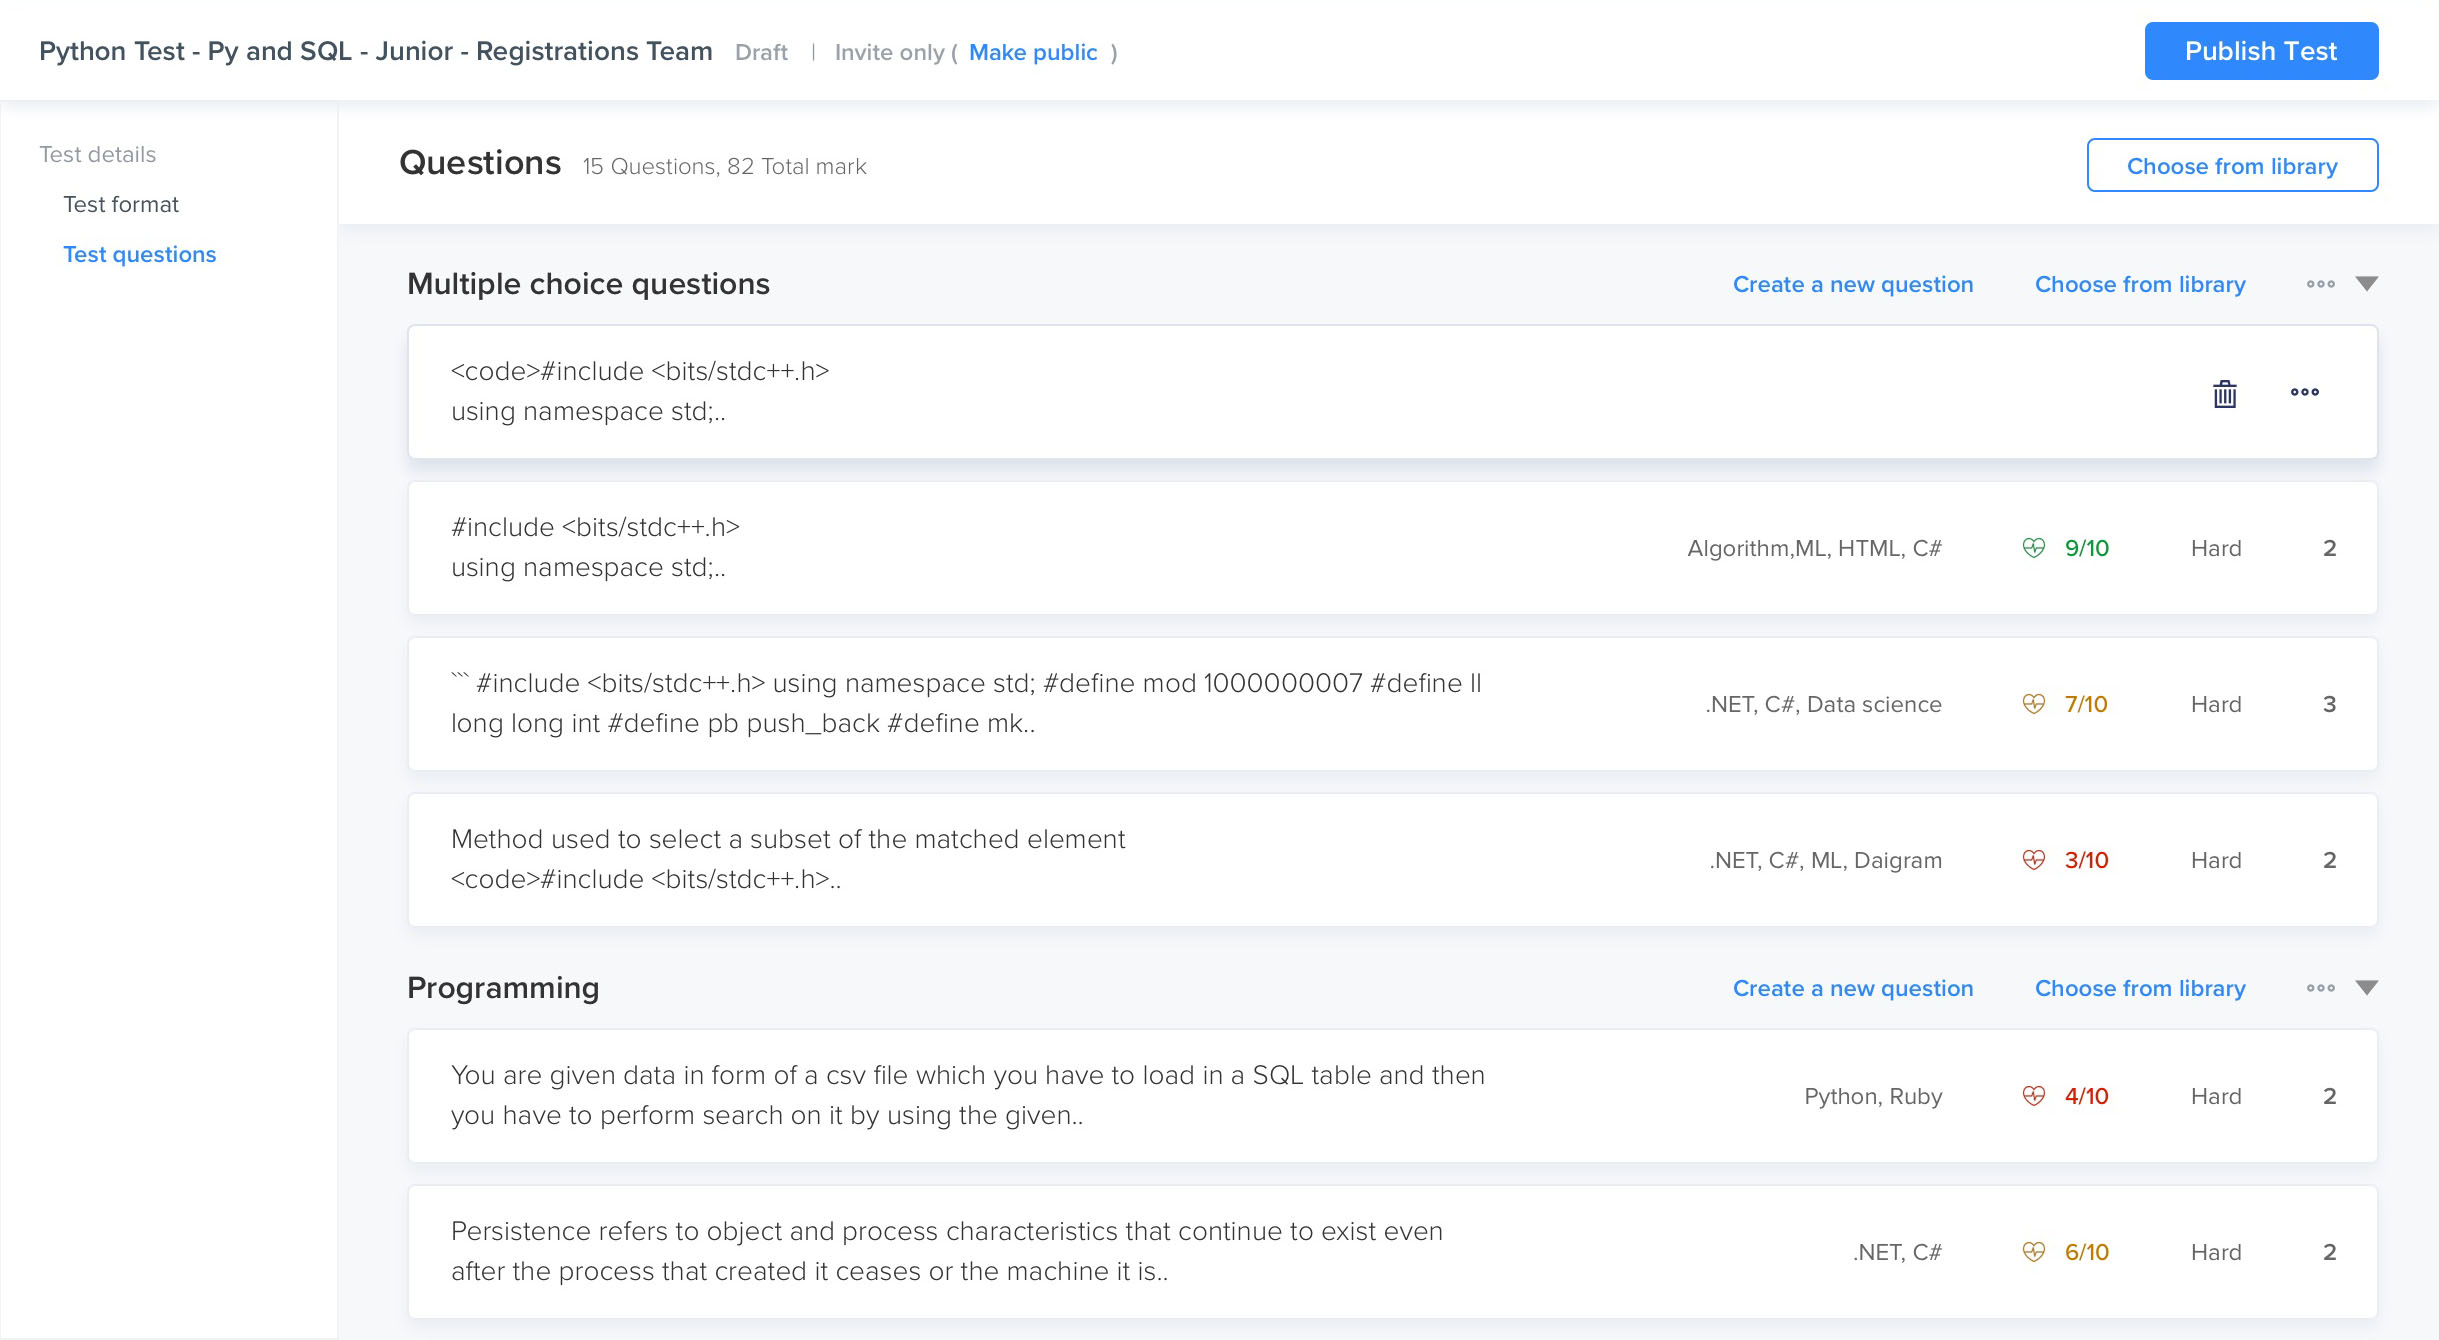 Python Test - Py and SQL - Junior - Registrations Team Draft | Invite only ( Make public )
Publish Test
Test details
Test format
Test questions
Questions 15 Questions, 82 Total mark
Choose from library
Multiple choice questions
Create a new question
Choose from library
<code>#include <bits/stdc++.h>
using namespace std;..
#include <bits/stdc++.h>
using namespace std;..
Algorithm,ML, HTML, C# 9/10 Hard 2
``` #include <bits/stdc++.h> using namespace std; #define mod 1000000007 #define ll
long long int #define pb push_back #define mk..
.NET, C#, Data science 7/10 Hard 3
Method used to select a subset of the matched element
<code>#include <bits/stdc++.h>..
.NET, C#, ML, Daigram 3/10 Hard 2
Programming
Create a new question
Choose from library
You are given data in form of a csv file which you have to load in a SQL table and then
you have to perform search on it by using the given..
Python, Ruby 4/10 Hard 2
Persistence refers to object and process characteristics that continue to exist even
after the process that created it ceases or the machine it is..
.NET, C# 6/10 Hard 2